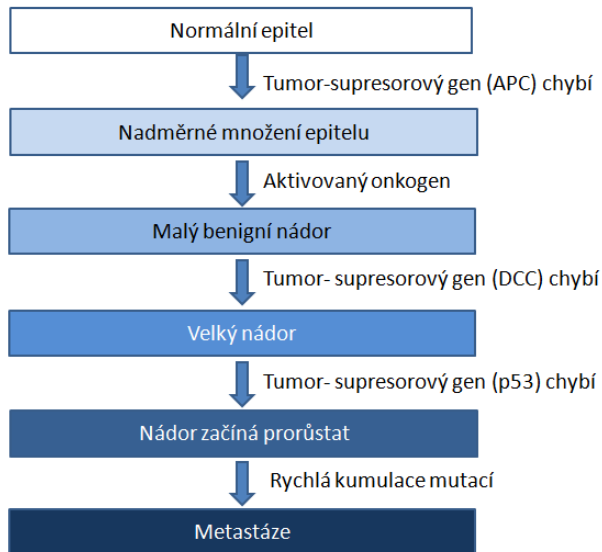 Normální epitel
Tumor-supresorový gen (APC) chybí
Nadměrné množení epitelu
Aktivovaný onkogen
Malý benigní nádor
Tumor- supresorový gen (DCC) chybí
Velký nádor
Tumor- supresorový gen (p53) chybí
Nádor začíná prorůstat
Rychlá kumulace mutací
Metastáze